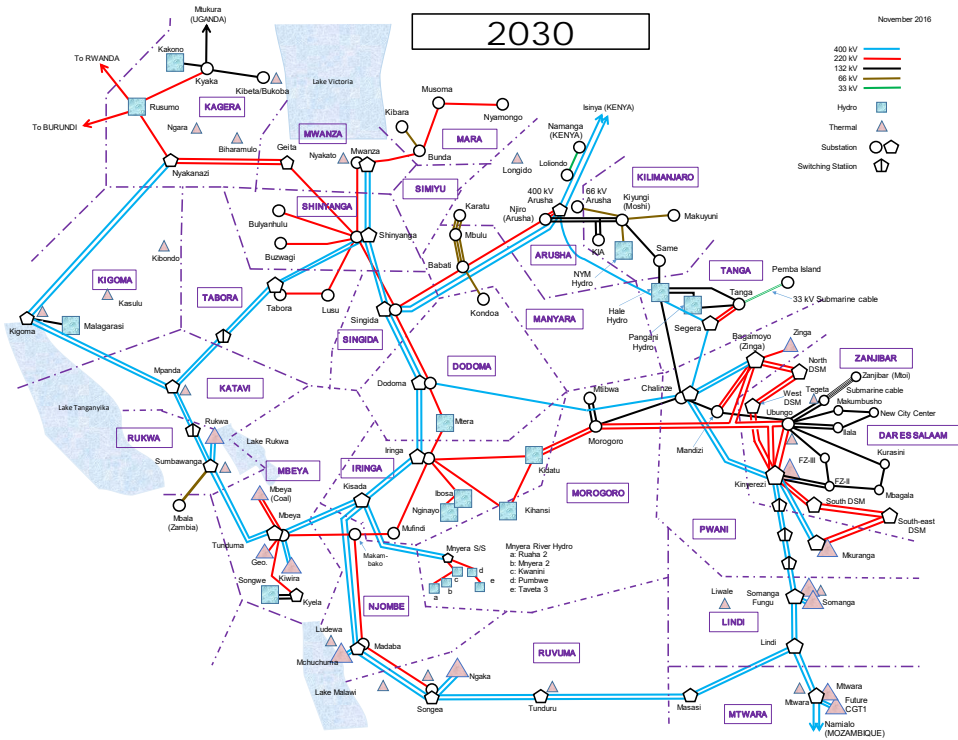 2030
November 2016
400 kV
220 kV
132 kV
66 kV
33 kV
Hydro
Thermal
Substation
Switching Statiion
Mtukura
(UGANDA)
Kakono
To RWANDA
Kyaka
Kibeta/Bukoba
Rusumo
KAGERA
To BURUNDI
Ngara
Biharamulo
Nyakanazi
Geita
Lake Victoria
MWANZA
Nyakato
Mwanza
Kibara
Musoma
Nyamongo
Bunda
MARA
SIMIYU
Longido
Isinya (KENYA)
Namanga
(KENYA)
Loliondo
KILIMANJARO
400 kV
Arusha
66 kV
Arusha
Kiyungi
(Moshi)
Makuyuni
Njiro
(Arusha)
KIA
ARUSHA
NYM
Hydro
Same
TANGA
Tanga
Pemba Island
33 kV Submarine cable
Hale
Hydro
Pangani
Hydro
Segera
SHINYANGA
Bulyanhulu
Buzwagi
Shinyanga
Karatu
Mbulu
Babati
Kondoa
MANYARA
Kibondo
KIGOMA
Kasulu
Kigoma
Malagarasi
TABORA
Tabora
Lusu
Singida
SINGIDA
DODOMA
Dodoma
Mpanda
KATAVI
Lake Tanganyika
RUKWA
Rukwa
Lake Rukwa
Sumbawanga
Mbala
(Zambia)
MBEYA
Mbeya
(Coal)
Mbeya
Tunduma
Geo.
Kiwira
Songwe
Kyela
IRINGA
Iringa
Kisada
Mtera
Ibosa
Nginayo
Kihansi
Kidatu
MOROGORO
Mtibwa
Morogoro
Chalinze
Mandizi
Bagamoyo
(Zinga)
Zinga
North
DSM
West
DSM
Tegeta
Ubungo
ZANJIBAR
Zanjibar (Mtoi)
Submarine cable
Makumbusho
New City Center
Ilala
DAR ES SALAAM
Kurasini
FZ-III
FZ-II
Mbagala
Kinyerezi
South DSM
South-east
DSM
PWANI
Mkuranga
Mufindi
Makam-
bako
Mnyera S/S
a
b
c
d
e
Mnyera River Hydro
a: Ruaha 2
b: Mnyera 2
c: Kwanini
d: Pumbwe
e: Taveta 3
NJOMBE
Ludewa
Mchuchuma
Madaba
Lake Malawi
Ngaka
Songea
RUVUMA
Tunduru
Masasi
Liwale
Somanga
Fungu
Somanga
LINDI
Lindi
MTWARA
Mtwara
Mtwara
Future
CGT1
Namialo
(MOZAMBIQUE)